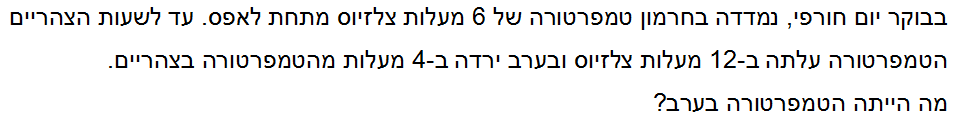 בבוקר יום חורפי, נמדדה בחרמון טמפרטורה של 6 מעלות צלזיוס מתחת לאפס. עד לשעות הצהריים
הטמפרטורה עלתה ב-12 מעלות צלזיוס ובערב ירדה ב-4 מעלות מהטמפרטורה בצהריים.
מה הייתה הטמפרטורה בערב?